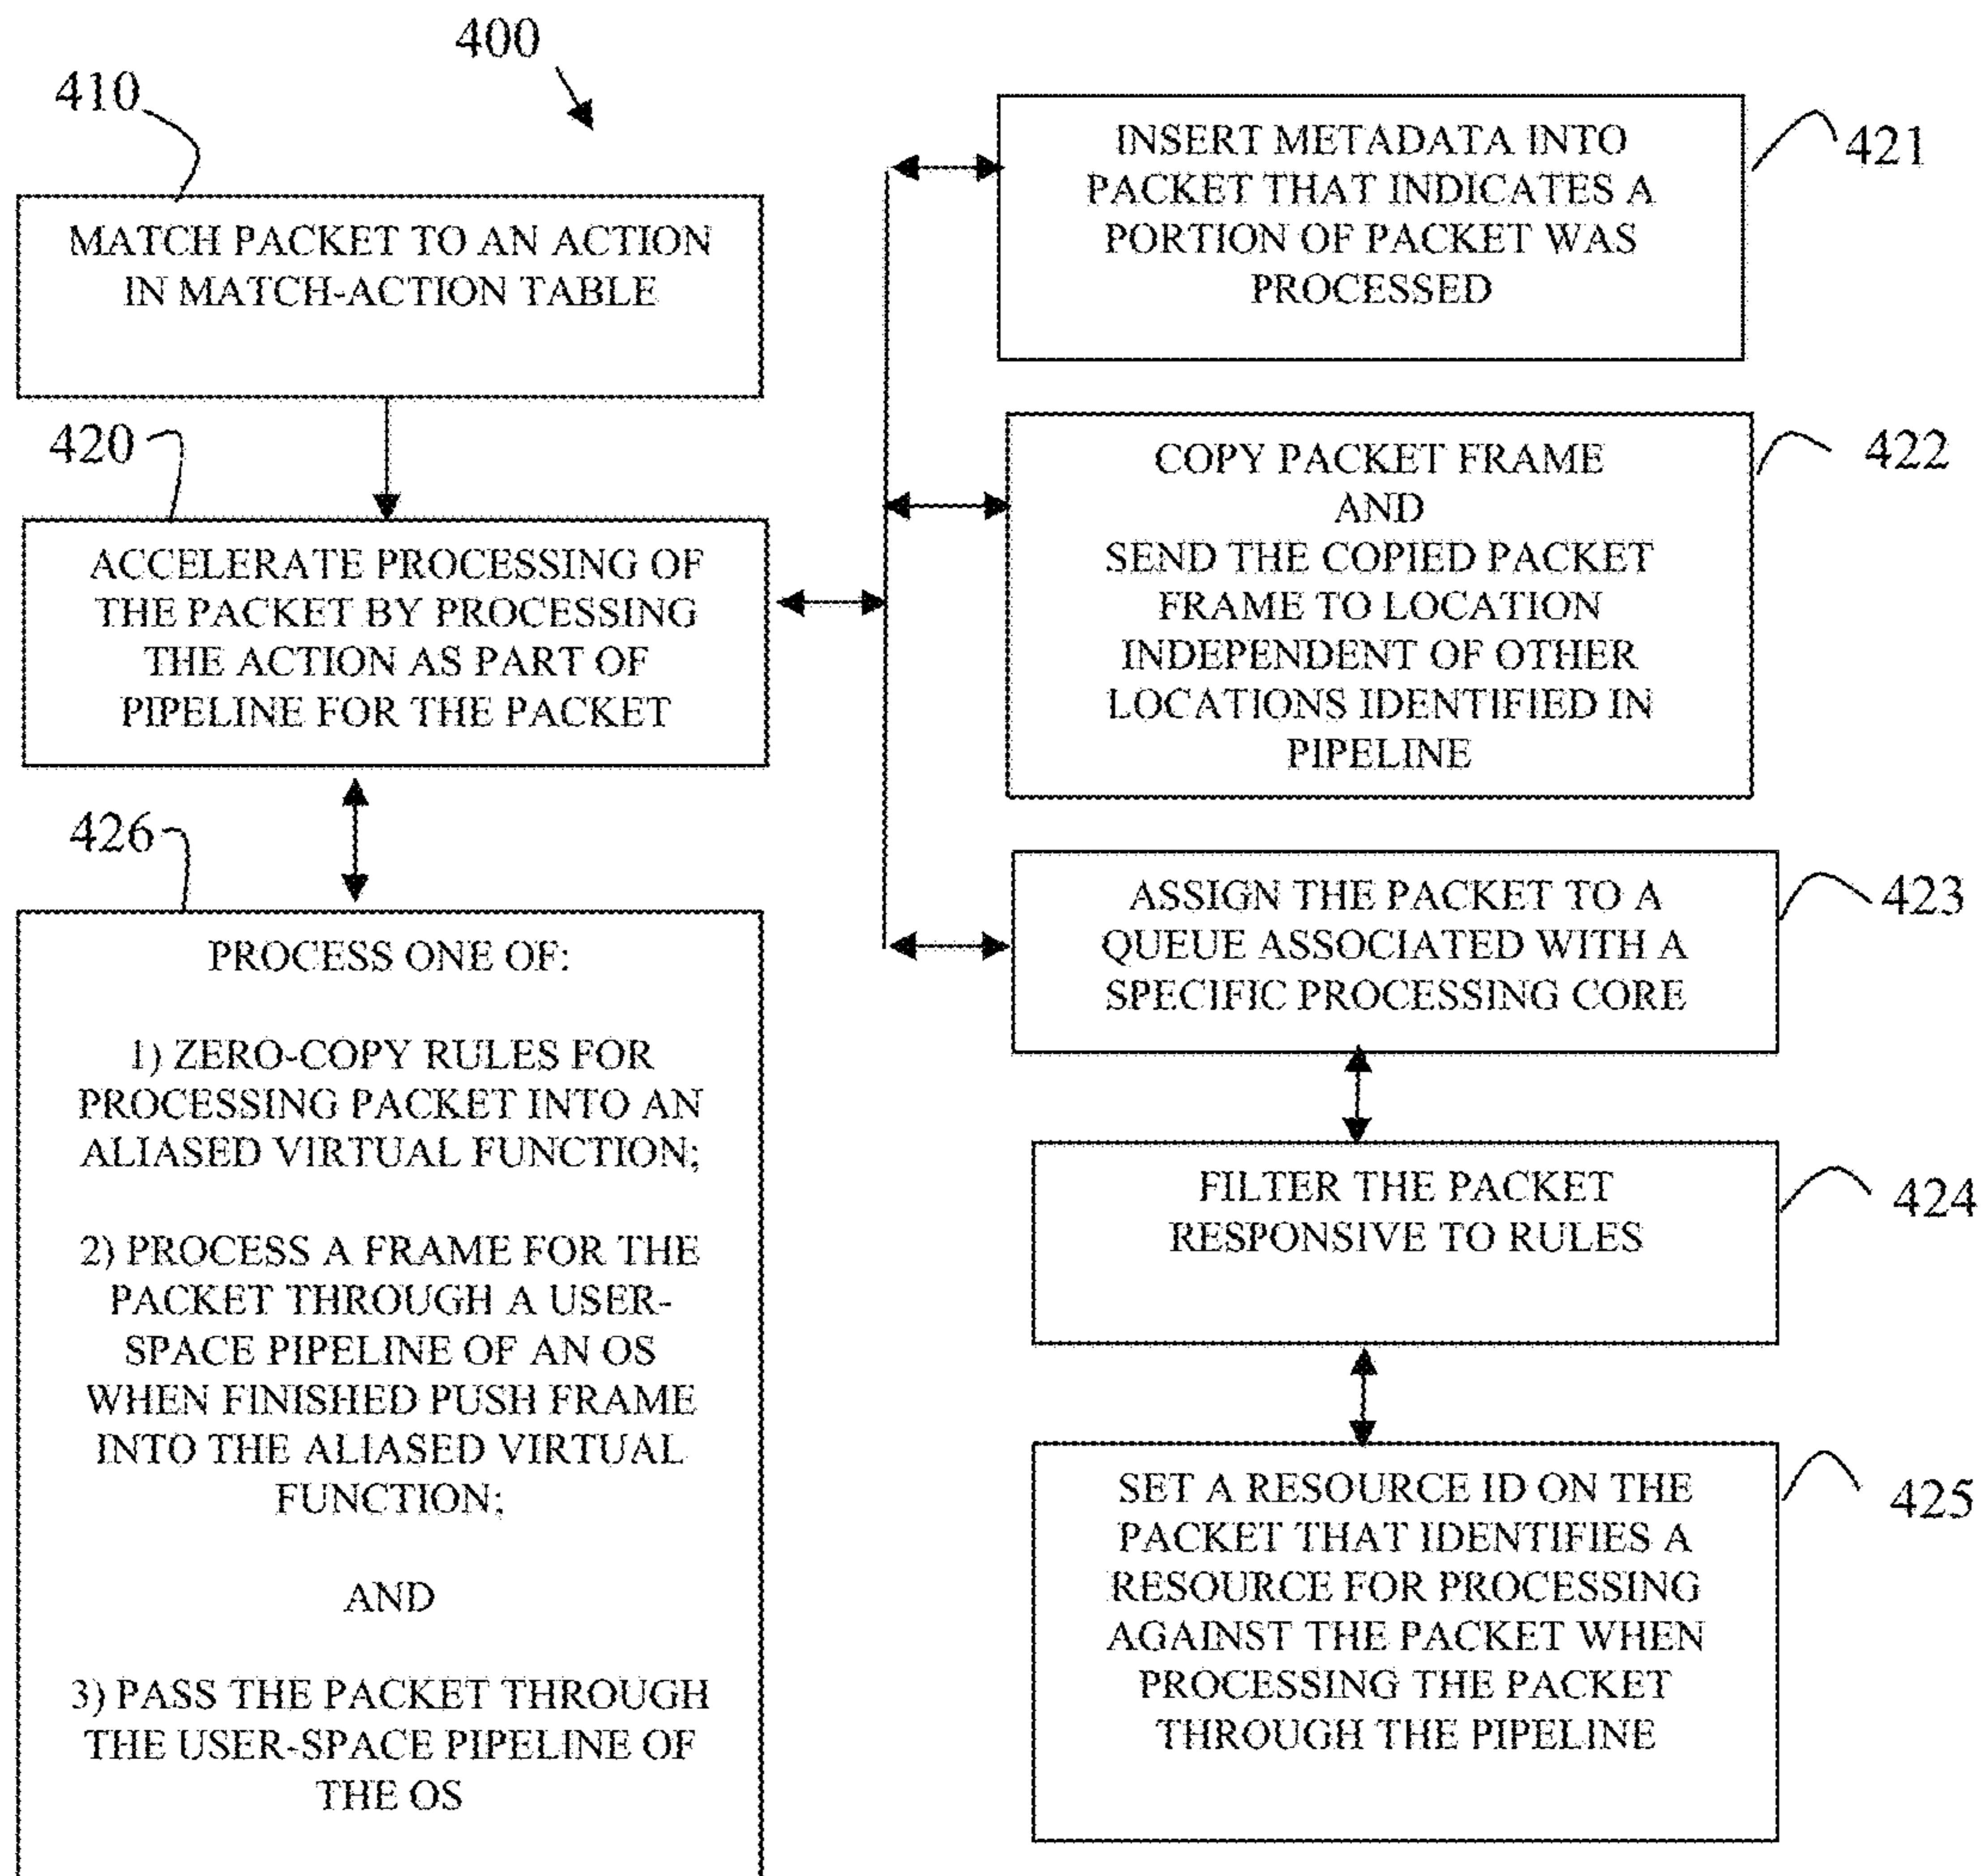 400
410
MATCH PACKET TO AN ACTION
IN MATCH-ACTION TABLE
420
ACCELERATE PROCESSING OF
THE PACKET BY PROCESSING
THE ACTION AS PART OF
PIPELINE FOR THE PACKET
426
PROCESS ONE OF:
1) ZERO-COPY RULES FOR
PROCESSING PACKET INTO AN
ALIASED VIRTUAL FUNCTION;
2) PROCESS A FRAME FOR THE
PACKET THROUGH A USER-
SPACE PIPELINE OF AN OS
WHEN FINISHED PUSH FRAME
INTO THE ALIASED VIRTUAL
FUNCTION;
AND
3) PASS THE PACKET THROUGH
THE USER-SPACE PIPELINE OF
THE OS
421
INSERT METADATA INTO
PACKET THAT INDICATES A
PORTION OF PACKET WAS
PROCESSED
422
COPY PACKET FRAME
AND
SEND THE COPIED PACKET
FRAME TO LOCATION
INDEPENDENT OF OTHER
LOCATIONS IDENTIFIED IN
PIPELINE
423
ASSIGN THE PACKET TO A
QUEUE ASSOCIATED WITH A
SPECIFIC PROCESSING CORE
424
FILTER THE PACKET
RESPONSIVE TO RULES
425
SET A RESOURCE ID ON THE
PACKET THAT IDENTIFIES A
RESOURCE FOR PROCESSING
AGAINST THE PACKET WHEN
PROCESSING THE PACKET
THROUGH THE PIPELINE